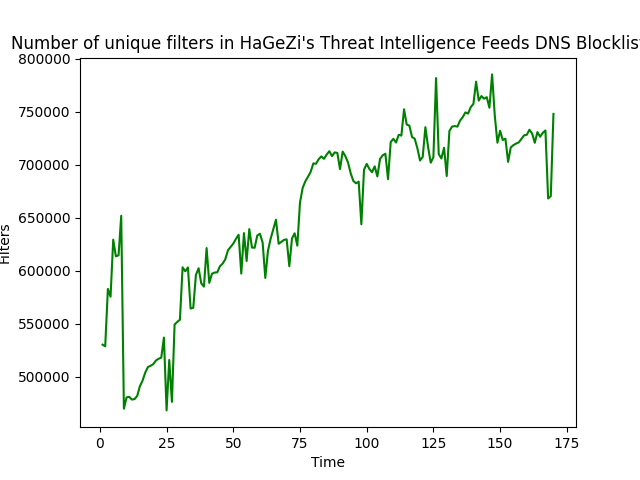 Number of unique filters in HaGeZi's Threat Intelligence Feeds DNS Blocklis
800000
750000
700000
650000
600000
550000
500000
Filters
0 25 50 75 100 125 150 175
Time